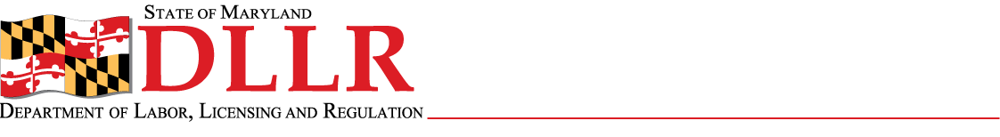 State of Maryland
DLLR
Department of Labor, Licensing and Regulation